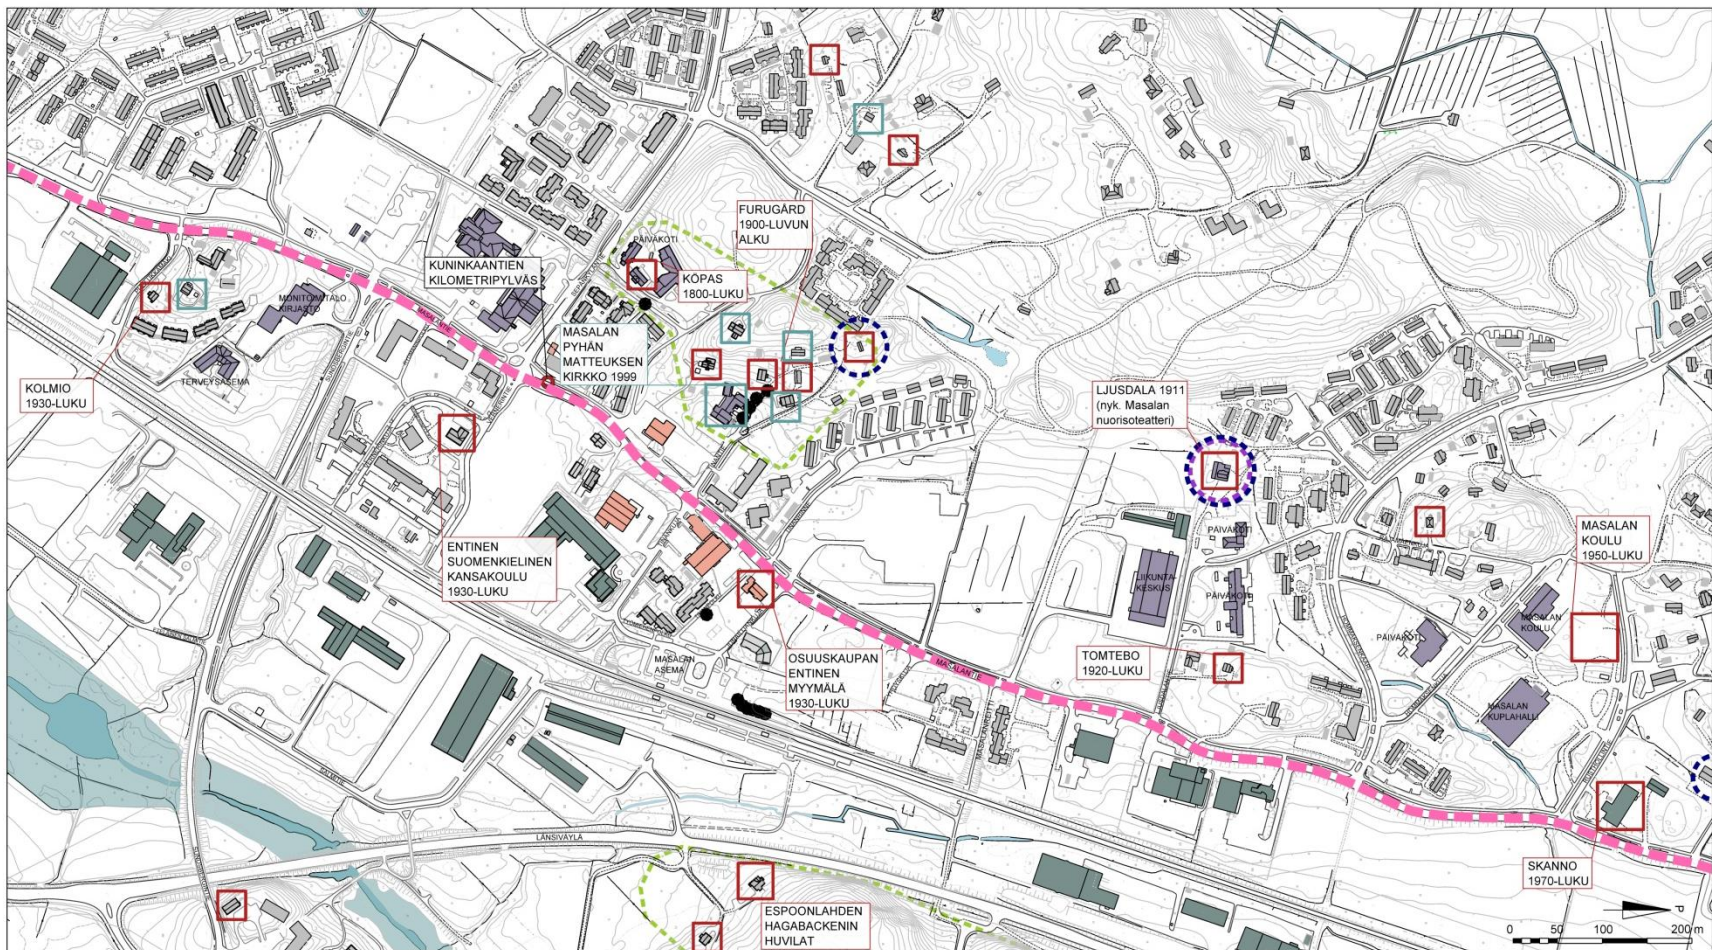 FURUGÅRD
1900-LUVUN
ALKU
PÄIVÄKOTI
KUNINKAANTIEN
KILOMETRIPYLVÄS
KÖPAS
1800-LUKU
MONITOIMITALO
KIRJASTO
MASALANTIE
MASALAN
PYHÄN
MATTEUKSEN
KIRKKO 1999
TERVEYSASEMA
KOLMIO
1930-LUKU
LJUSDALA 1911
(nyk. Masalan
nuorisoteatteri)
ENTINEN
SUOMENKIELINEN
KANSAKOULU
1930-LUKU
PÄIVÄKOTI
MASALAN
KOULU
1950-LUKU
LIIKUNTA-
KESKUS
PÄIVÄKOTI
MASALAN
KOULU
PÄIVÄKOTI
MASALAN
ASEMA
OSUUSKAUPAN
ENTINEN
MYYMÄLÄ
1930-LUKU
MASALANTIE
TOMTEBO
1920-LUKU
MASALAN
KUPLAHALLI
LÄNSIVÄYLÄ
SKANNO
1970-LUKU
ESPOONLAHDEN
HAGABACKENIN
HUVILAT
P
0 50 100 200 m